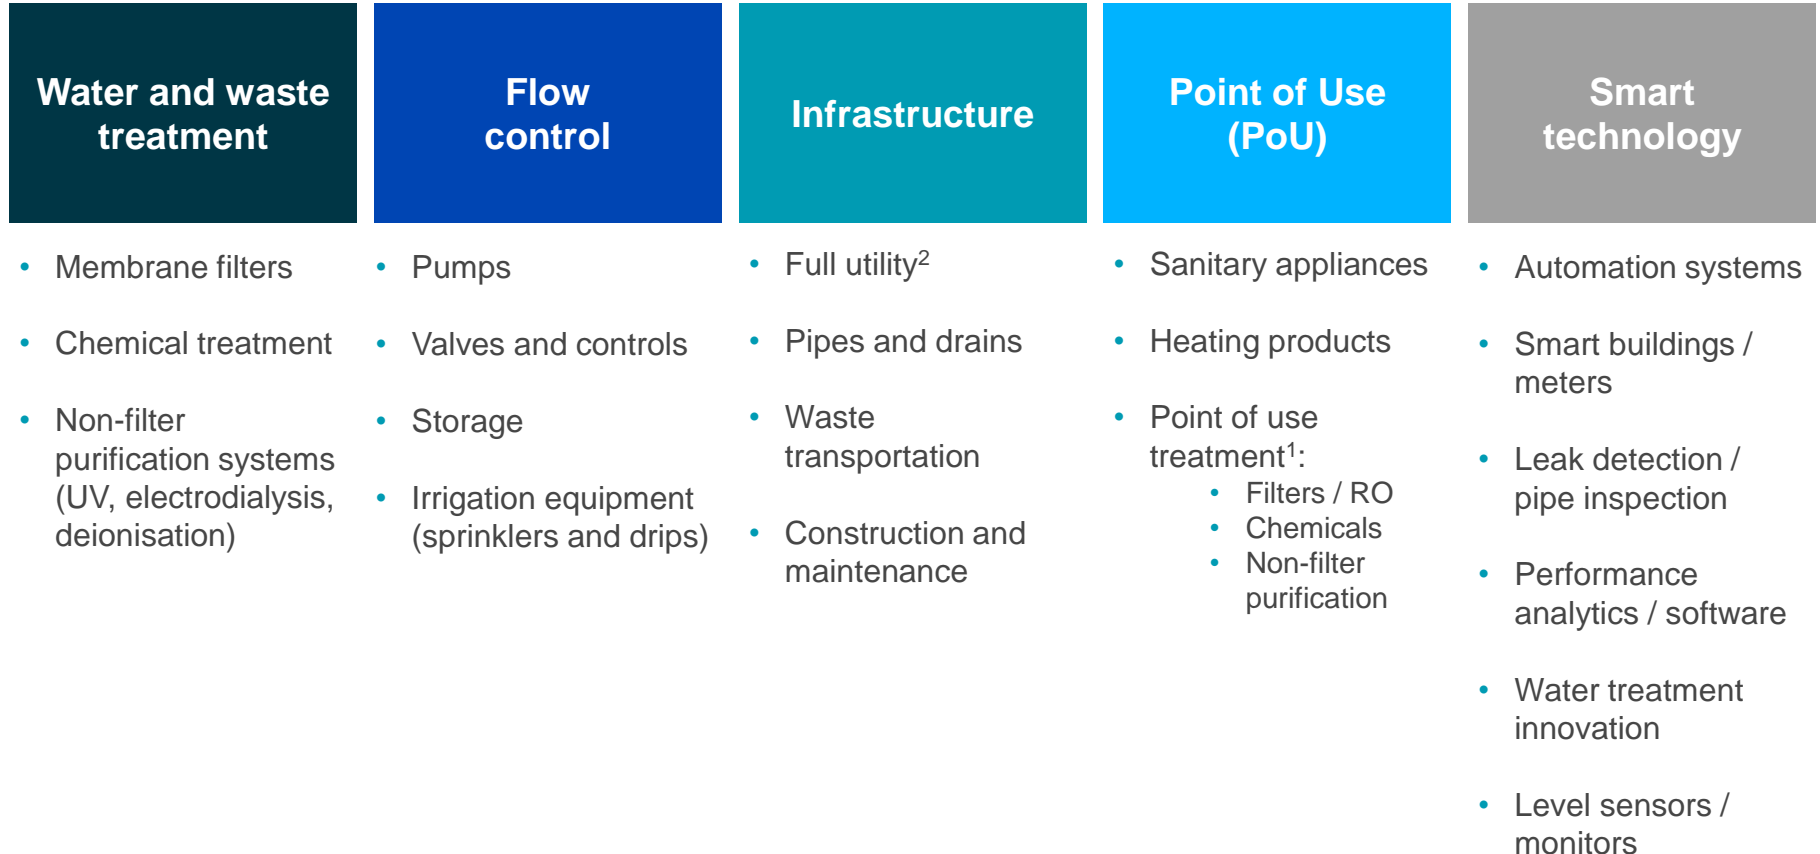 Water and waste
treatment
Flow
control
Infrastructure
Point of Use
(PoU)
Smart
technology
• Membrane filters
• Chemical treatment
• Non-filter
purification systems
(UV, electrodialysis,
deionisation)
• Pumps
• Valves and controls
• Storage
• Irrigation equipment
(sprinklers and drips)
• Full utility²
• Pipes and drains
• Waste
transportation
• Construction and
maintenance
• Sanitary appliances
• Heating products
• Point of use
treatment¹:
• Filters / RO
• Chemicals
• Non-filter
purification
• Automation systems
• Smart buildings /
meters
• Leak detection /
pipe inspection
• Performance
analytics / software
• Water treatment
innovation
• Level sensors /
monitors